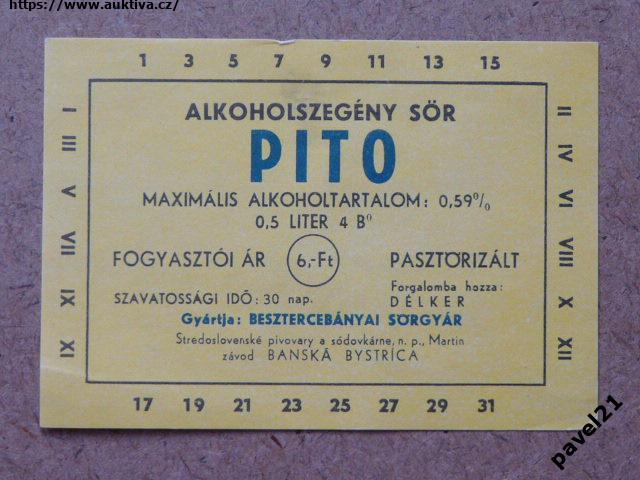 https://www.auktiva.cz/
1 3 5 7 9 11 13 15
I III V VII XI IX
ALKOHOLSZEGÉNY SÖR
PITO
MAXIMÁLIS ALKOHOLTARTALOM: 0,59%
0,5 LITER 4 B⁰
FOGYASZTÓI ÁR 6,-Ft PASZTÖRIZÁLT
SZAVATOSSÁGI IDŐ: 30 nap.
Forgalomba hozza:
DÉLKER
Gyártja: BESZTERCEBÁNYAI SÖRGYÁR
Stredoslovenské pivovary a sódovkárne, n. p., Martin
závod BANSKÁ BYSTRÍCA
II IV VI VIII X XII
17 19 21 23 25 27 29 31
pavel21